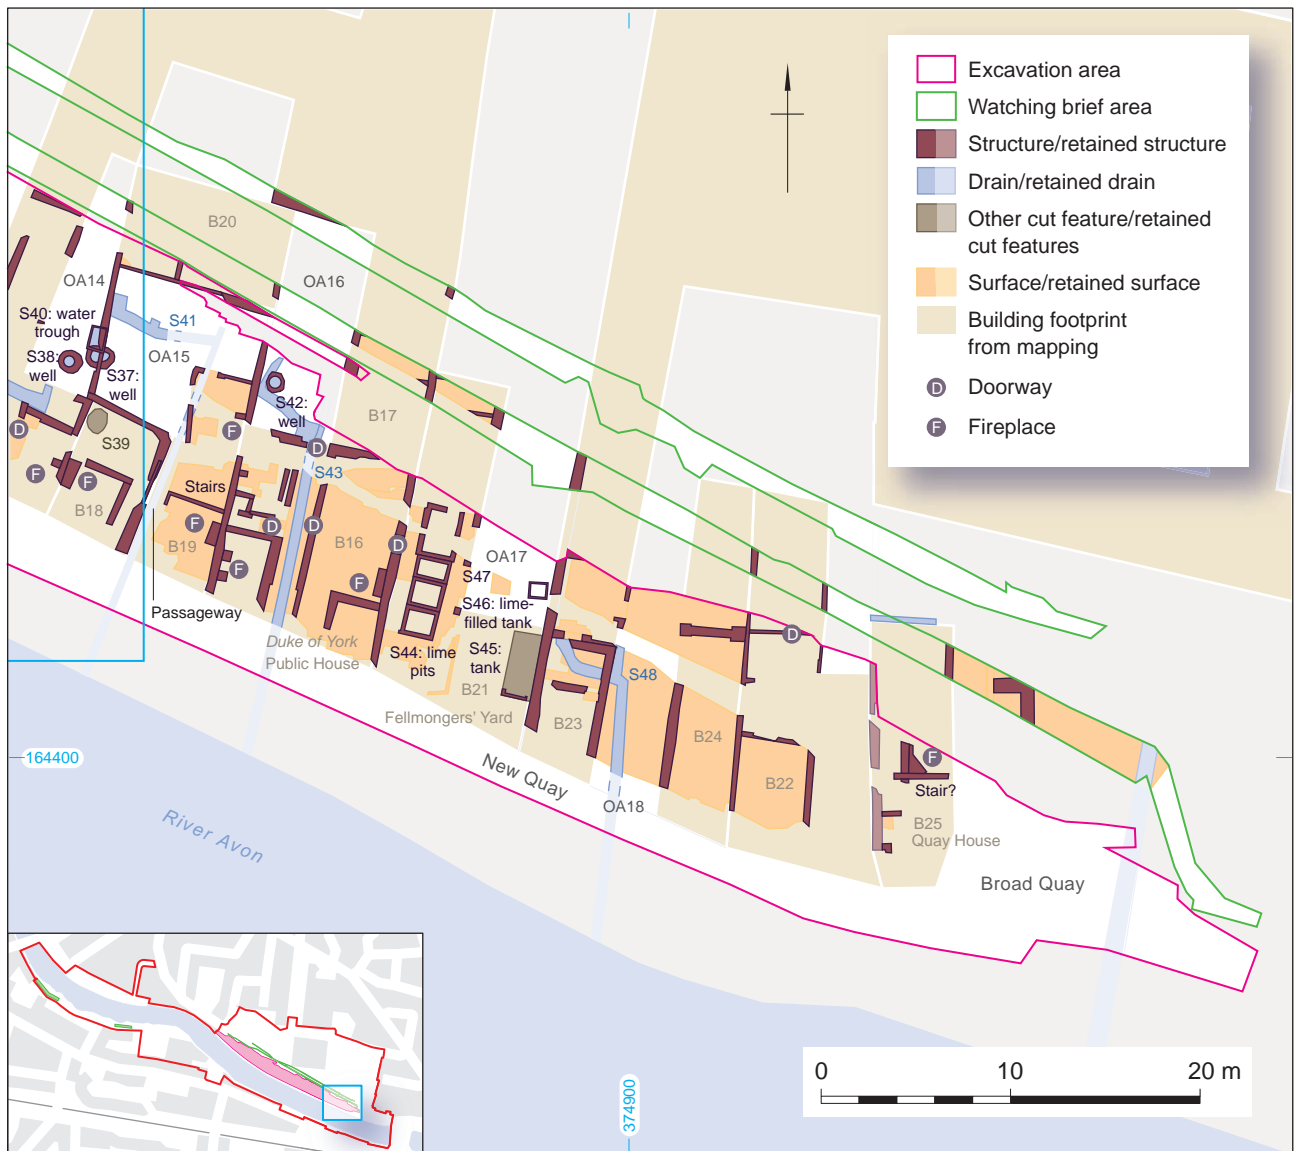 Excavation area
Watching brief area
Structure/retained structure
Drain/retained drain
Other cut feature/retained
cut features
Surface/retained surface
Building footprint
from mapping
D Doorway
F Fireplace
B20
OA14
OA16
S40: water
trough
S41
S38:
well
OA15
S37:
well
S42:
well
B17
D
F
D
S39
S43
F
F
Stairs
B18
F
D
D
B16
D
B19
F
F
OA17
S47
Passageway
S46: lime-
filled tank
D
Duke of York
Public House
S44: lime
pits
S45:
tank
S48
B21
Fellmongers' Yard
B23
B24
164400
New Quay
B22
F
Stair?
OA18
B25
Quay House
River Avon
Broad Quay
0 10 20 m
374900